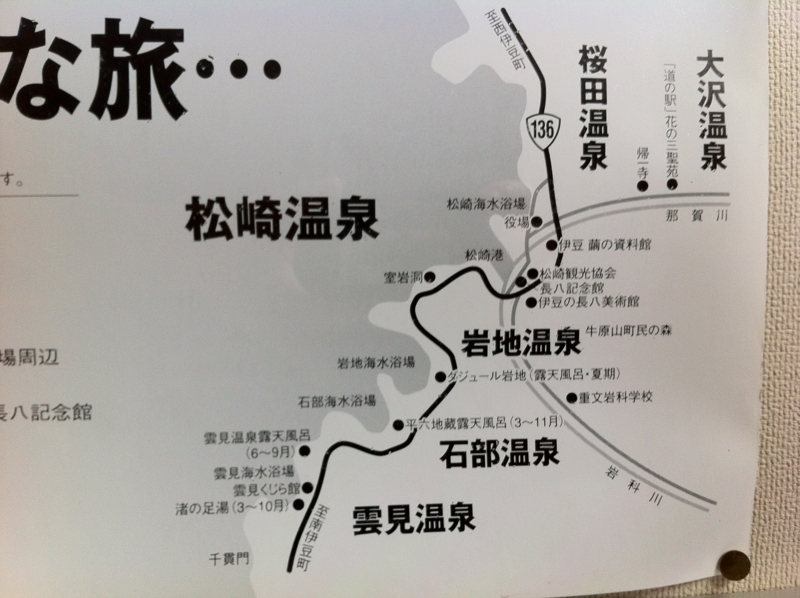 な旅…
す。
場周辺
長八記念館
至西伊豆町
136
桜田温泉
大沢温泉
「道の駅」花の三聖苑
帰一寺
那賀川
松崎温泉
松崎海水浴場
役場
伊豆 繭の資料館
松崎港
室岩洞
松崎観光協会
長八記念館
伊豆の長八美術館
岩地温泉
牛原山町民の森
岩地海水浴場
ダジュール岩地(露天風呂・夏期)
石部海水浴場
重文岩科学校
平六地蔵露天風呂(3〜11月)
石部温泉
雲見温泉露天風呂
(6〜9月)
雲見海水浴場
雲見くじら館
渚の足湯(3〜10月)
岩科川
雲見温泉
至南伊豆町
千貫門